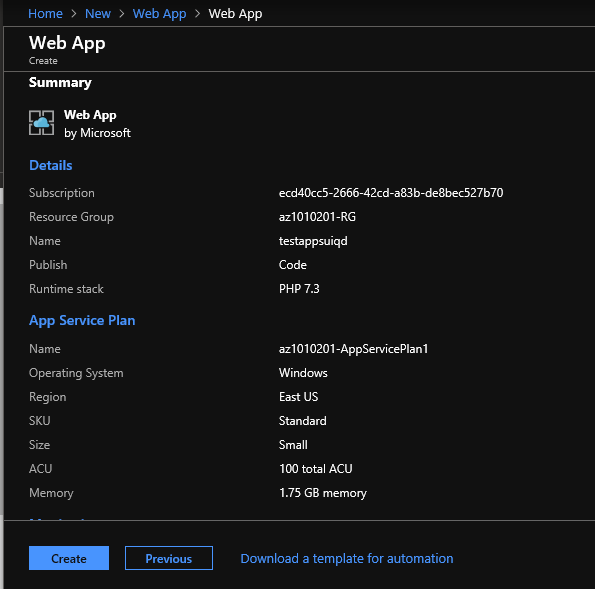 Home > New > Web App > Web App
Web App
Create
Summary
Web App
by Microsoft
Details
Subscription ecd40cc5-2666-42cd-a83b-de8bec527b70
Resource Group az1010201-RG
Name testappsuiqd
Publish Code
Runtime stack PHP 7.3
App Service Plan
Name az1010201-AppServicePlan1
Operating System Windows
Region East US
SKU Standard
Size Small
ACU 100 total ACU
Memory 1.75 GB memory
Create Previous Download a template for automation